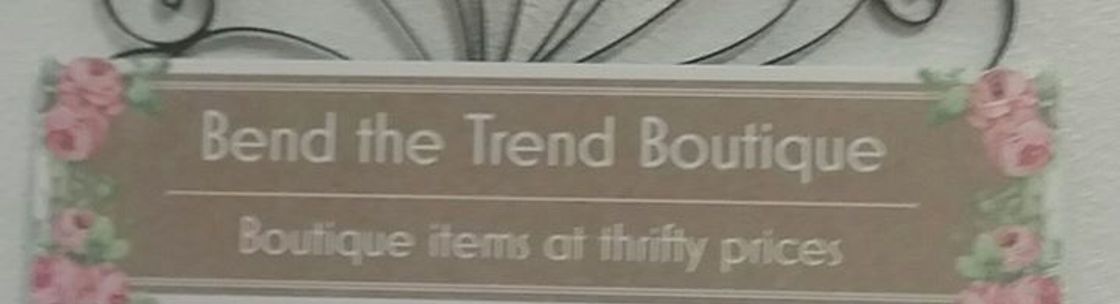 Bend the Trend Boutique
Boutique items at thrifty prices